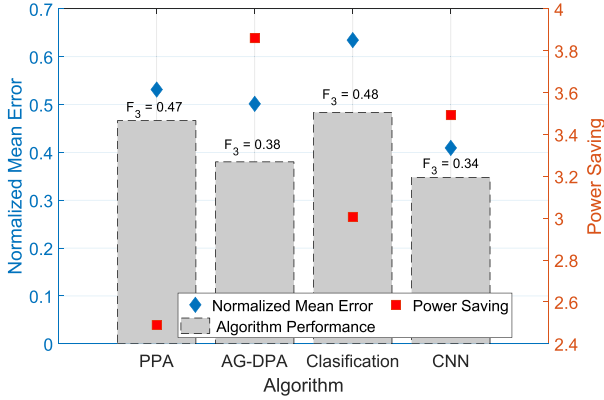 0.7
0.6
0.5
0.4
0.3
0.2
0.1
0
Normalized Mean Error
4
3.8
3.6
3.4
3.2
3
2.8
2.6
2.4
Power Saving
F3 = 0.47
F3 = 0.38
F3 = 0.48
F3 = 0.34
Normalized Mean Error Power Saving
Algorithm Performance
PPA AG-DPA Clasification CNN
Algorithm